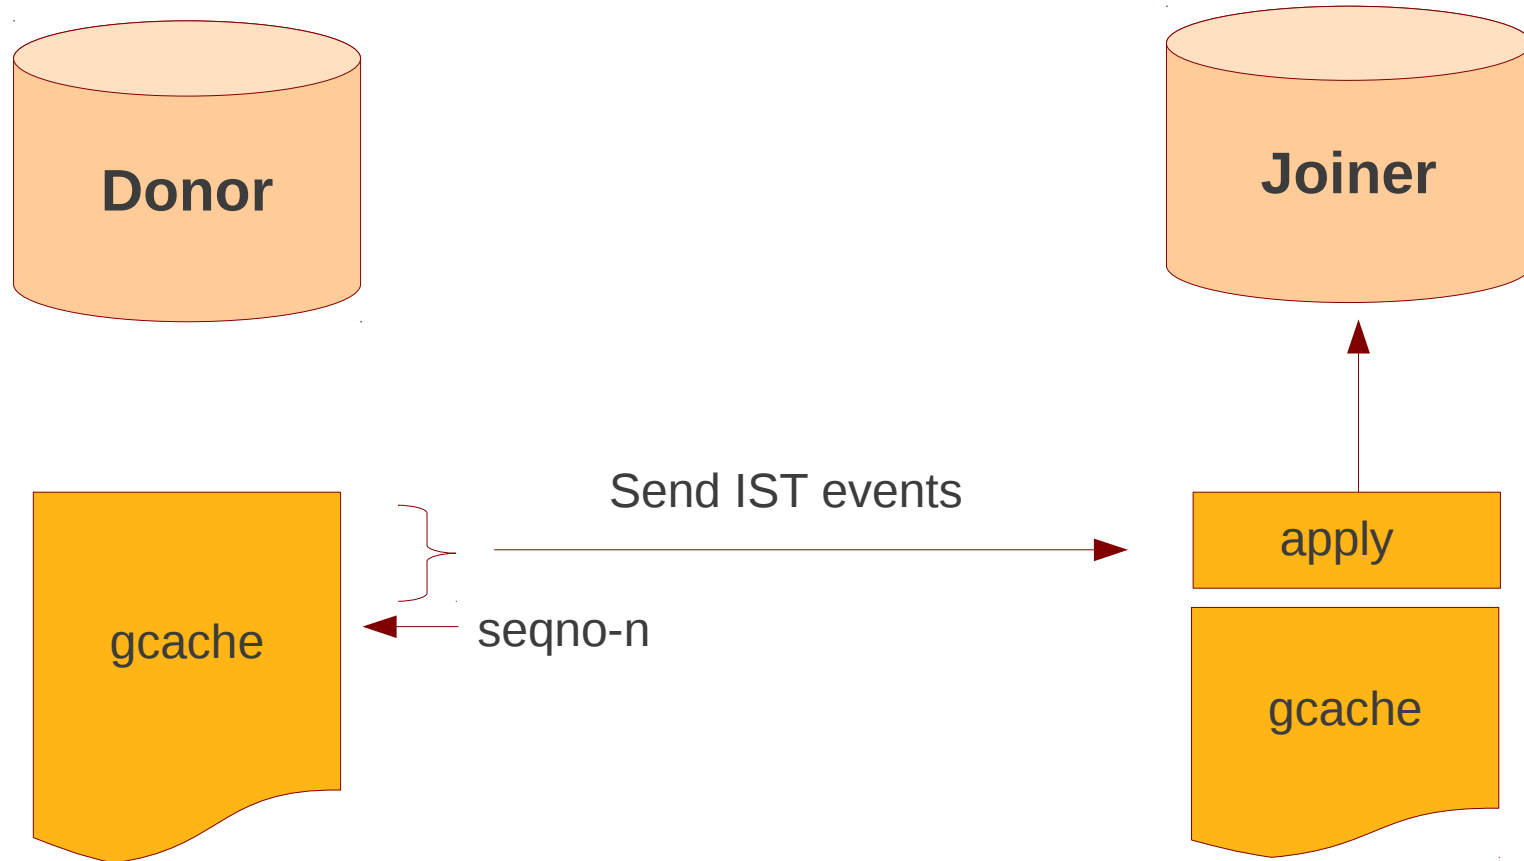 Donor
Joiner
Send IST events
apply
seqno-n
gcache
gcache